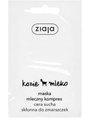 ziaja
kozie mleko
maska
mleczny kompres
cera sucha
skłonna do zmarszczek